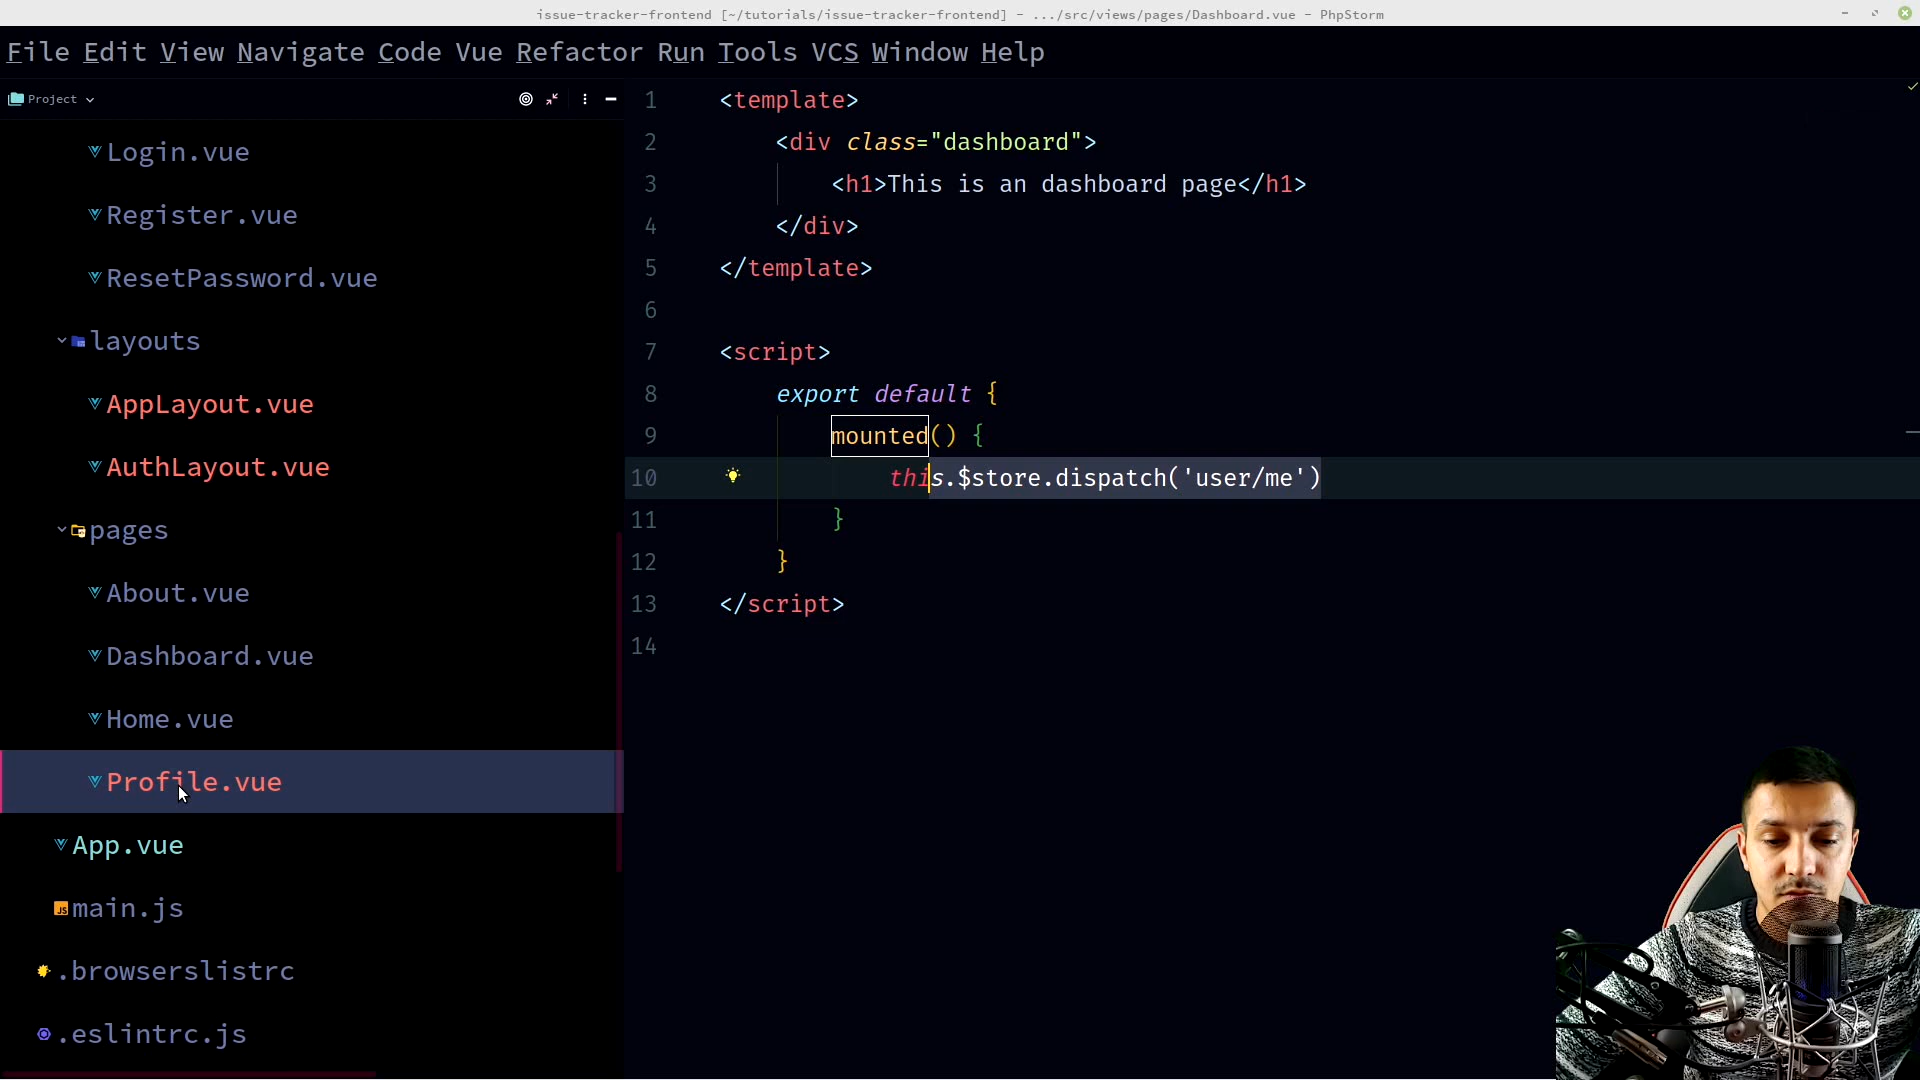 issue-tracker-frontend [~/tutorials/issue-tracker-frontend] - .../src/views/pages/Dashboard.vue - PhpStorm
File Edit View Navigate Code Vue Refactor Run Tools VCS Window Help
Project
Login.vue
Register.vue
ResetPassword.vue
layouts
AppLayout.vue
AuthLayout.vue
pages
About.vue
Dashboard.vue
Home.vue
Profile.vue
App.vue
JS main.js
.browserslistrc
.eslintrc.js
1 <template>
2 <div class="dashboard">
3 <h1>This is an dashboard page</h1>
4 </div>
5 </template>
6
7 <script>
8 export default {
9 mounted() {
10 this.$store.dispatch('user/me')
11 }
12 }
13 </script>
14